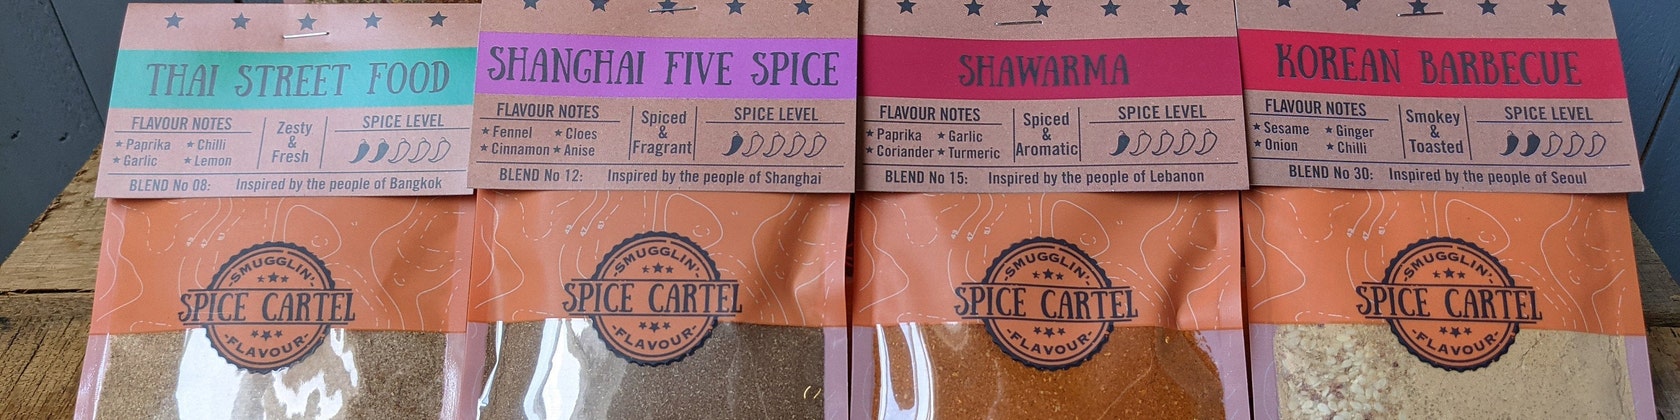 THAI STREET FOOD
FLAVOUR NOTES
Paprika Chilli
Garlic Lemon
Zesty
&
Fresh
SPICE LEVEL
BLEND No 08: Inspired by the people of Bangkok
SMUGGLIN'
SPICE CARTEL
FLAVOUR
SHANGHAI FIVE SPICE
FLAVOUR NOTES
Fennel Cloes
Cinnamon Anise
Spiced
&
Fragrant
SPICE LEVEL
BLEND No 12: Inspired by the people of Shanghai
SMUGGLIN'
SPICE CARTEL
FLAVOUR
SHAWARMA
FLAVOUR NOTES
Paprika Garlic
Coriander Turmeric
Spiced
&
Aromatic
SPICE LEVEL
BLEND No 15: Inspired by the people of Lebanon
SMUGGLIN'
SPICE CARTEL
FLAVOUR
KOREAN BARBECUE
FLAVOUR NOTES
Sesame Ginger
Onion Chilli
Smokey
&
Toasted
SPICE LEVEL
BLEND No 30: Inspired by the people of Seoul
SMUGGLIN'
SPICE CARTEL
FLAVOUR